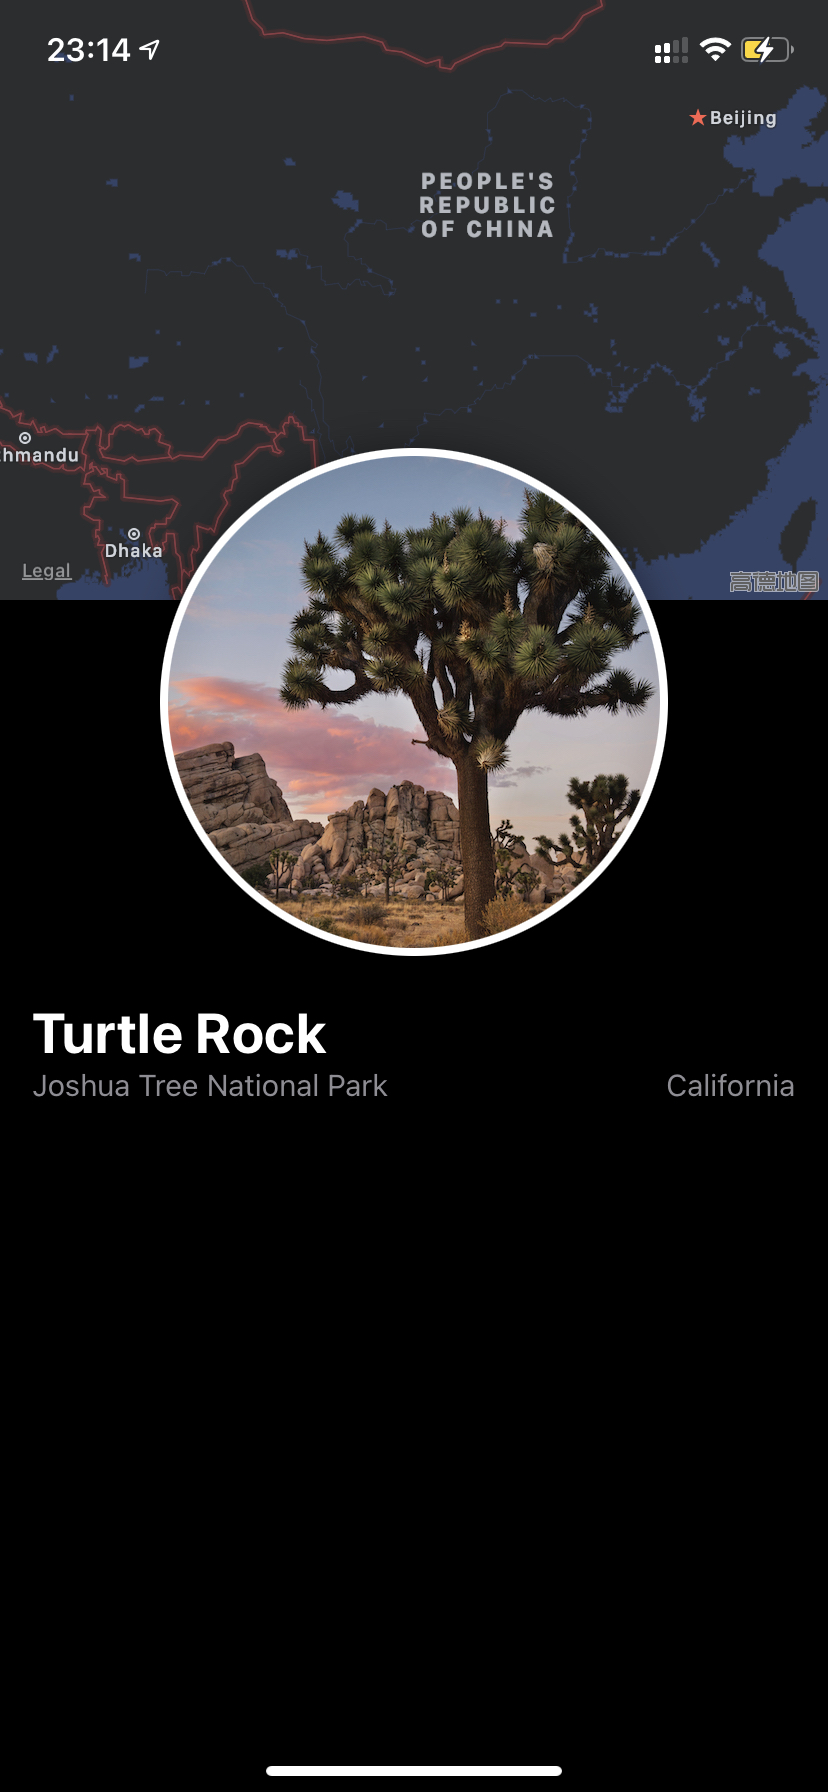 23:14
Beijing
PEOPLE'S
REPUBLIC
OF CHINA
hmandu
Dhaka
Legal
高德地图
Turtle Rock
Joshua Tree National Park
California